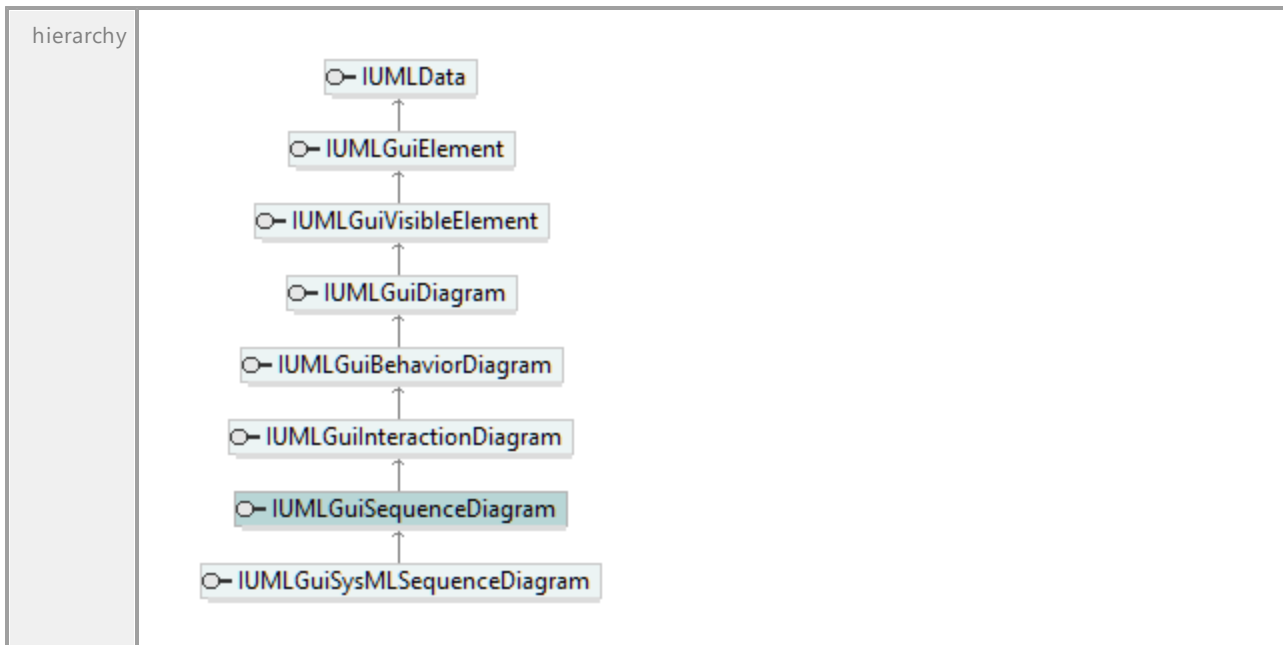 hierarchy
IUMLData
IUMLGuiElement
IUMLGuiVisibleElement
IUMLGuiDiagram
IUMLGuiBehaviorDiagram
IUMLGuiInteractionDiagram
IUMLGuiSequenceDiagram
IUMLGuiSysMLSequenceDiagram